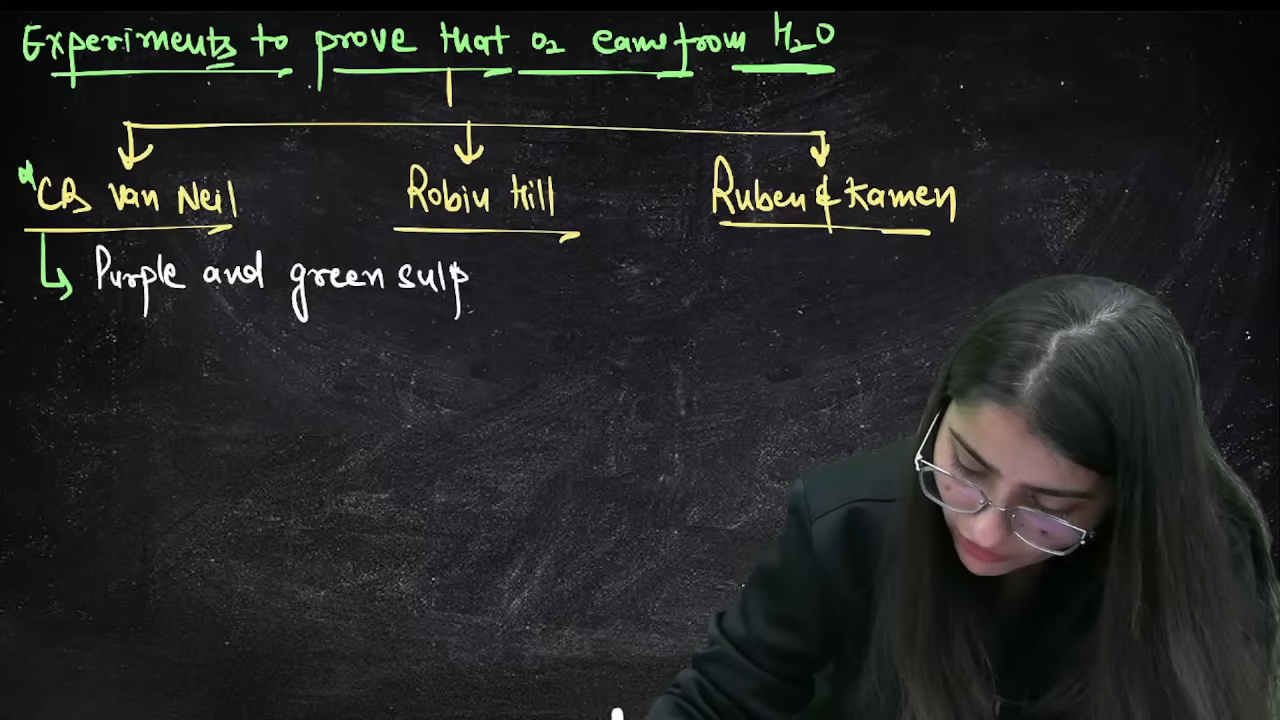 Experiments to prove that O2 came from H2O
CB Van Neil Robin Hill Ruben & Kamen
Purple and green sulp